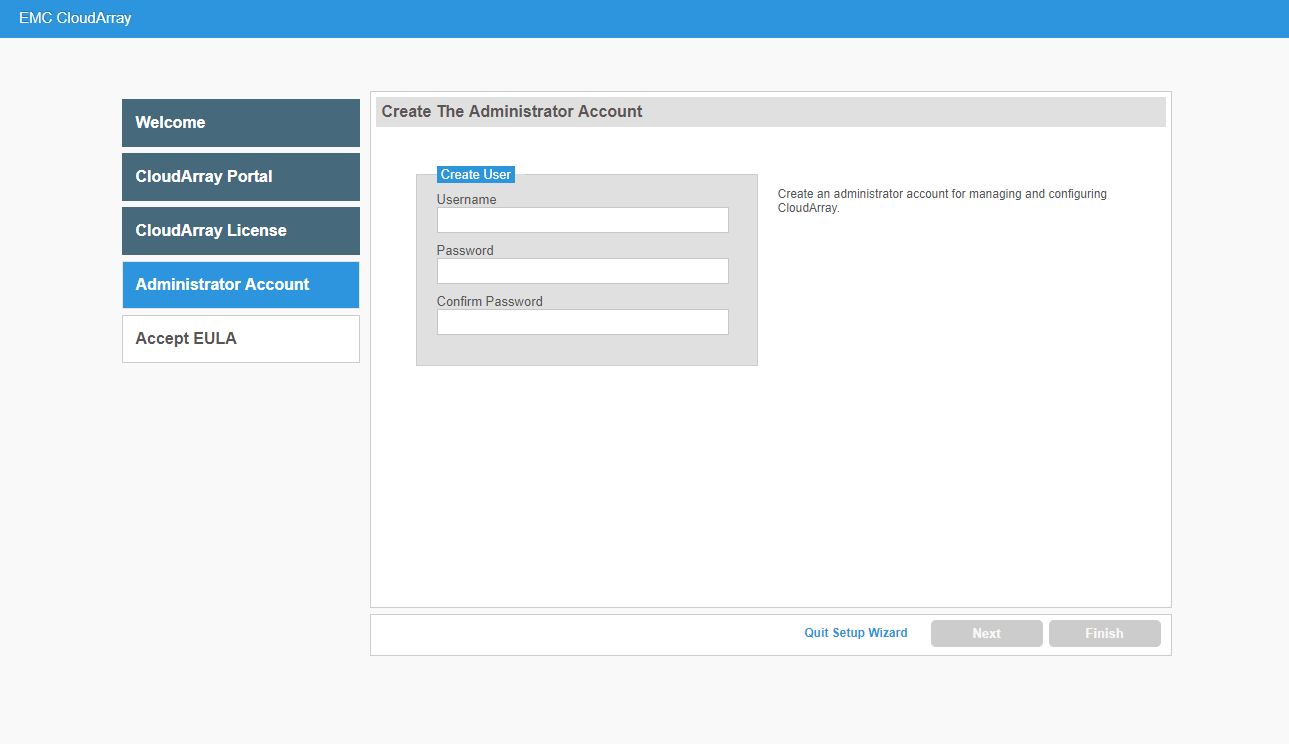 EMC CloudArray
Welcome
CloudArray Portal
CloudArray License
Administrator Account
Accept EULA
Create The Administrator Account
Create User
Username
Password
Confirm Password
Create an administrator account for managing and configuring
CloudArray.
Quit Setup Wizard
Next
Finish